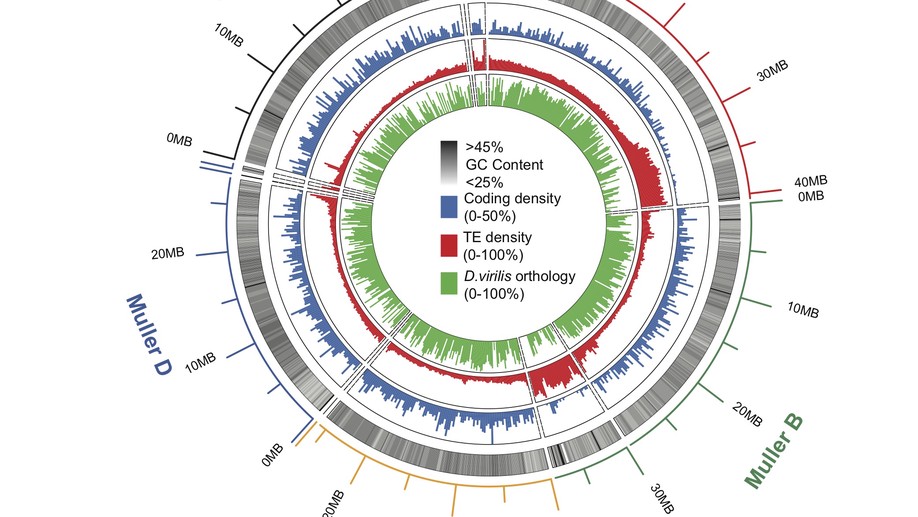 10MB
30MB
0MB
40MB
0MB
>45%
GC Content
<25%
Coding density
(0-50%)
TE density
(0-100%)
D.virilis orthology
(0-100%)
20MB
10MB
Muller D
10MB
20MB
Muller B
0MB
20MB
30MB